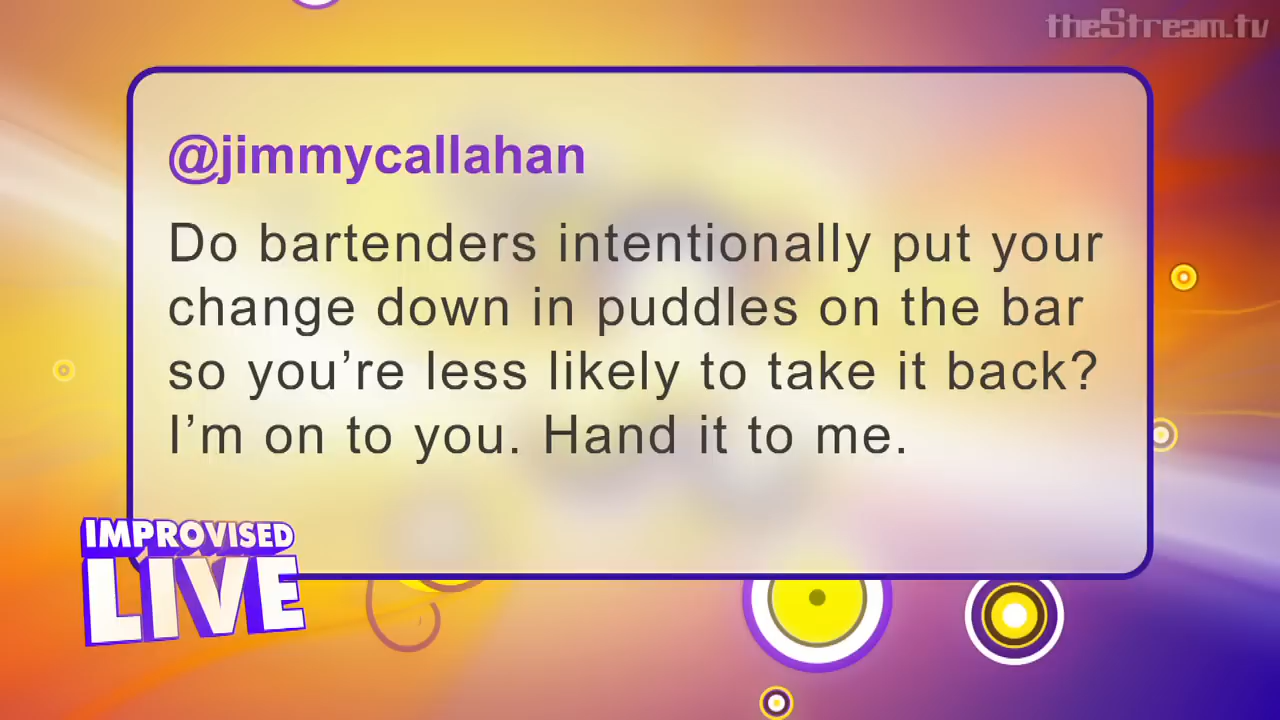 theStream.tv
@jimmycallahan
Do bartenders intentionally put your
change down in puddles on the bar
so you’re less likely to take it back?
I’m on to you. Hand it to me.
IMPROVISED
LIVE